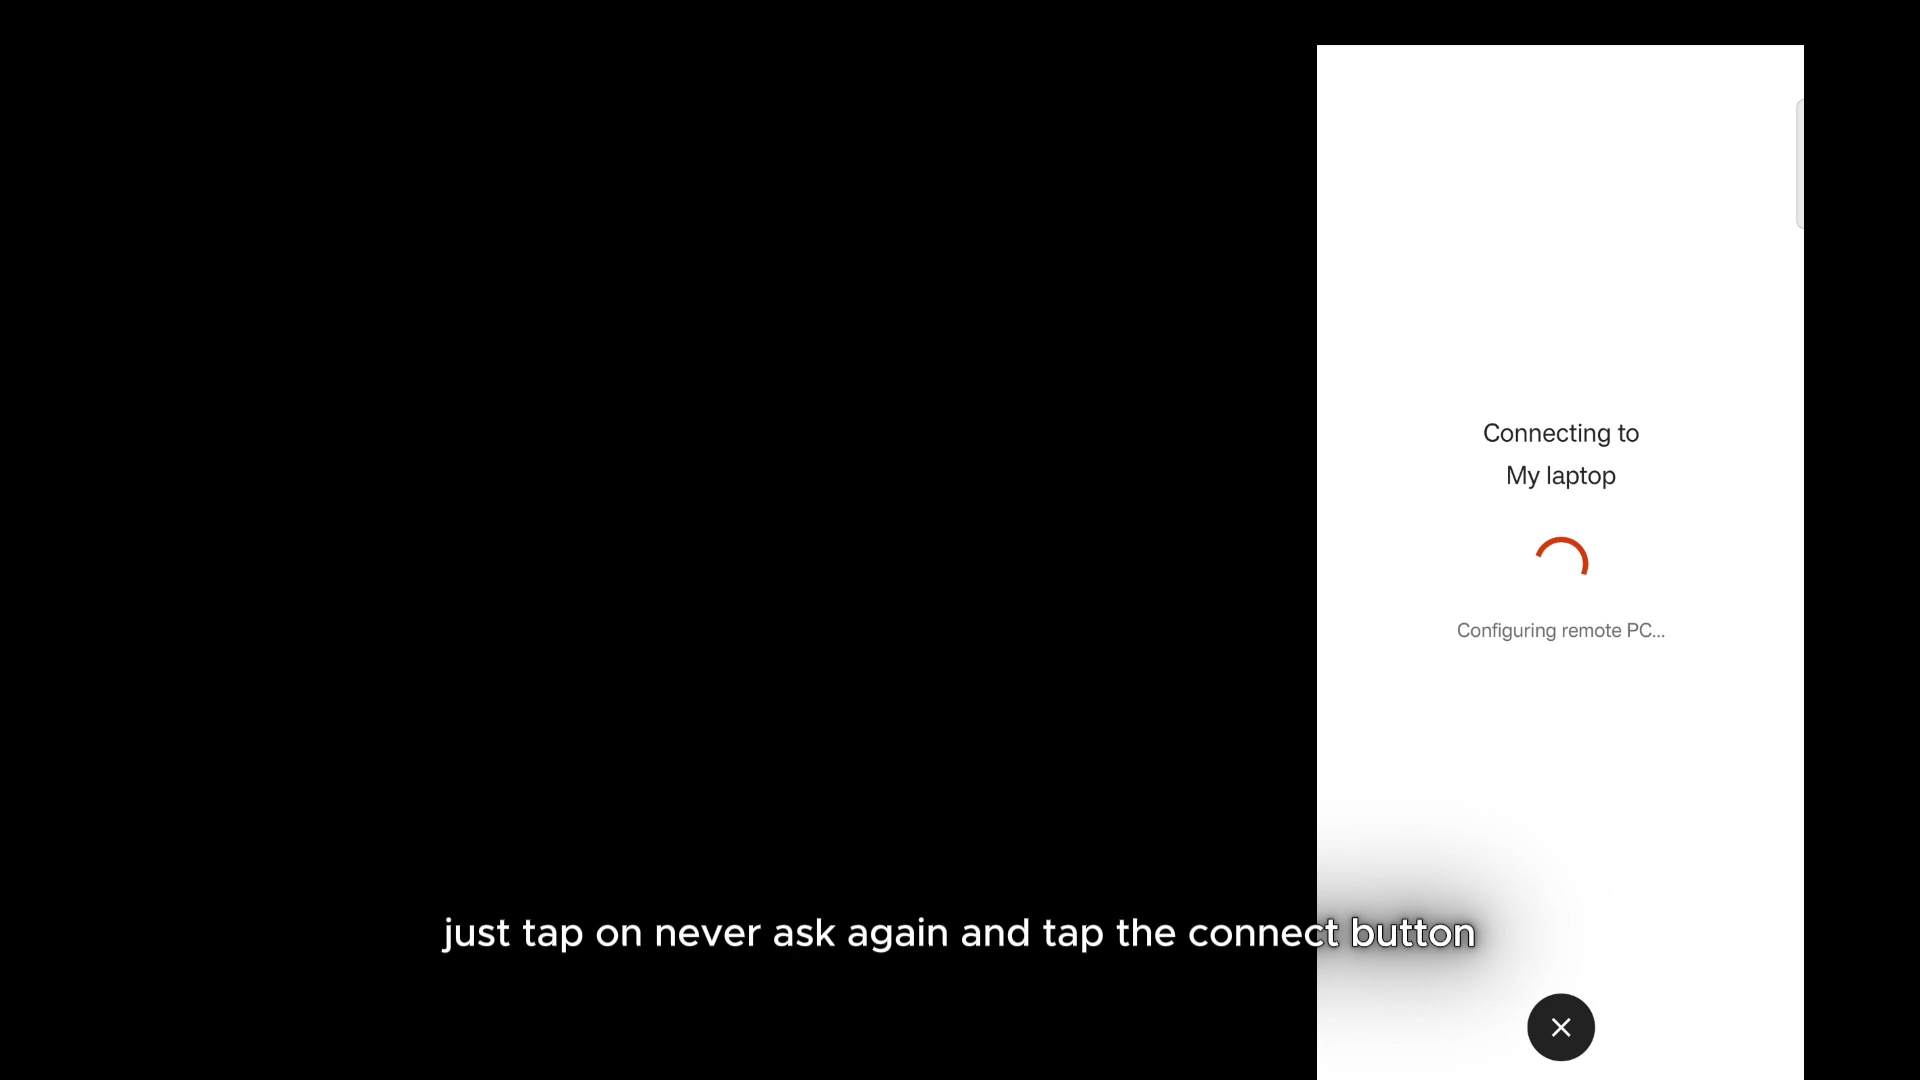 Connecting to
My laptop
Configuring remote PC...
just tap on never ask again and tap the connect button